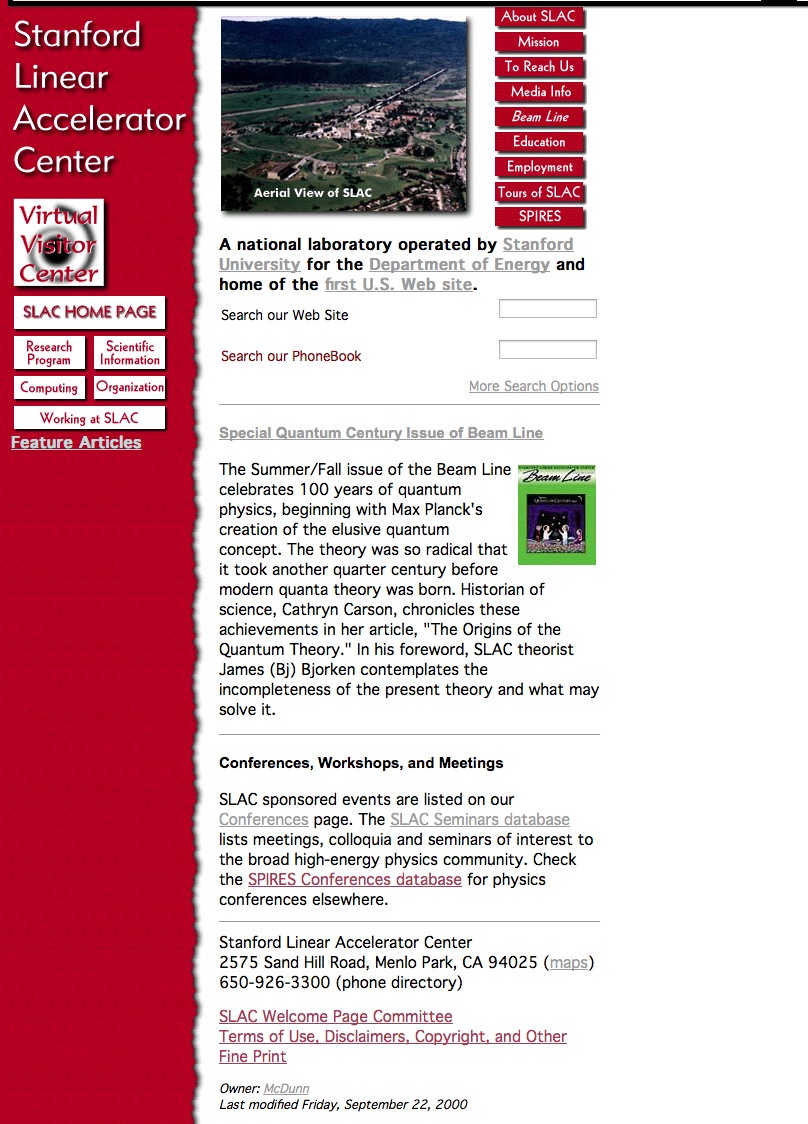 Stanford
Linear
Accelerator
Center
Virtual
Visitor
Center
SLAC HOME PAGE
Research
Program
Scientific
Information
Computing
Organization
Working at SLAC
Feature Articles
Aerial View of SLAC
About SLAC
Mission
To Reach Us
Media Info
Beam Line
Education
Employment
Tours of SLAC
SPIRES
A national laboratory operated by Stanford
University for the Department of Energy and
home of the first U.S. Web site.
Search our Web Site
Search our PhoneBook
More Search Options
Special Quantum Century Issue of Beam Line
The Summer/Fall issue of the Beam Line
celebrates 100 years of quantum
physics, beginning with Max Planck's
creation of the elusive quantum
concept. The theory was so radical that
it took another quarter century before
modern quanta theory was born. Historian of
science, Cathryn Carson, chronicles these
achievements in her article, "The Origins of the
Quantum Theory." In his foreword, SLAC theorist
James (Bj) Bjorken contemplates the
incompleteness of the present theory and what may
solve it.
STANFORD LINEAR ACCELERATOR CENTER
Beam Line
Conferences, Workshops, and Meetings
SLAC sponsored events are listed on our
Conferences page. The SLAC Seminars database
lists meetings, colloquia and seminars of interest to
the broad high-energy physics community. Check
the SPIRES Conferences database for physics
conferences elsewhere.
Stanford Linear Accelerator Center
2575 Sand Hill Road, Menlo Park, CA 94025 (maps)
650-926-3300 (phone directory)
SLAC Welcome Page Committee
Terms of Use, Disclaimers, Copyright, and Other
Fine Print
Owner: McDunn
Last modified Friday, September 22, 2000